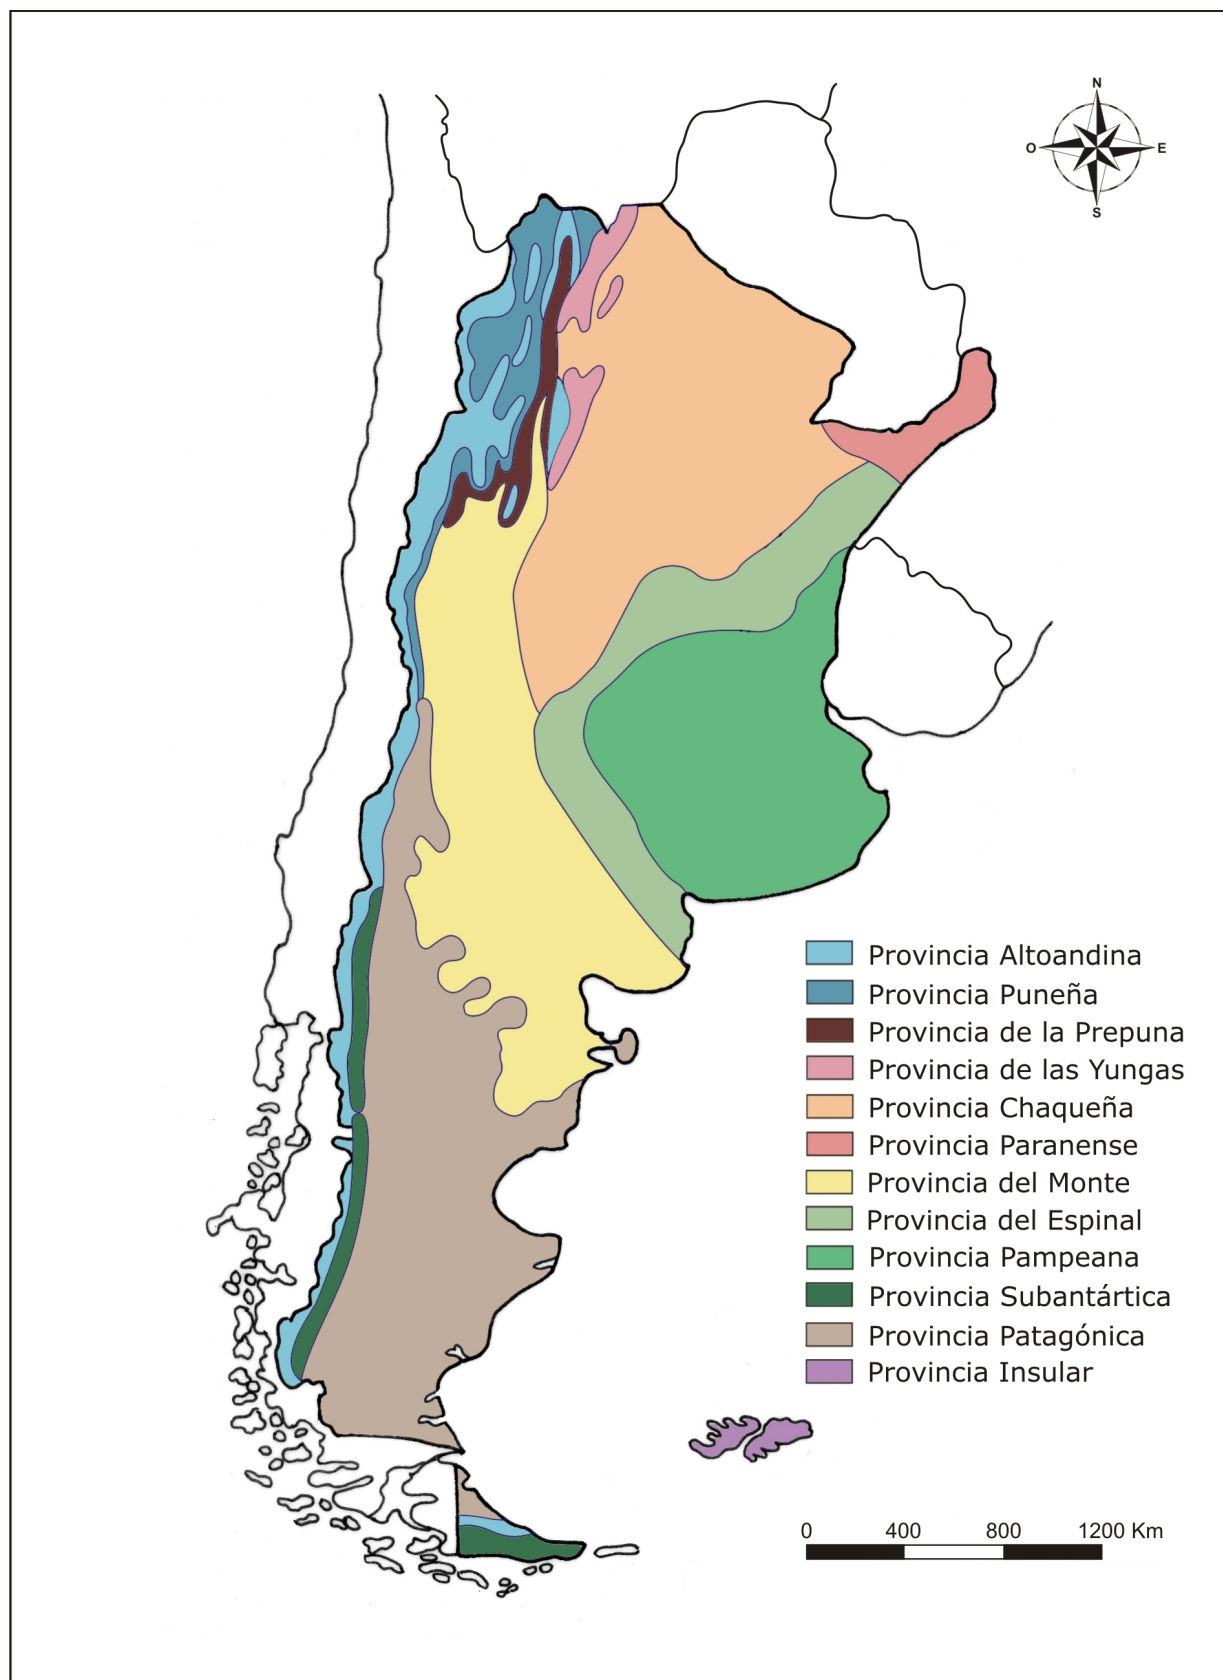 N
O E
S
Provincia Altoandina
Provincia Puneña
Provincia de la Prepuna
Provincia de las Yungas
Provincia Chaqueña
Provincia Paranense
Provincia del Monte
Provincia del Espinal
Provincia Pampeana
Provincia Subantártica
Provincia Patagónica
Provincia Insular
0 400 800 1200 Km